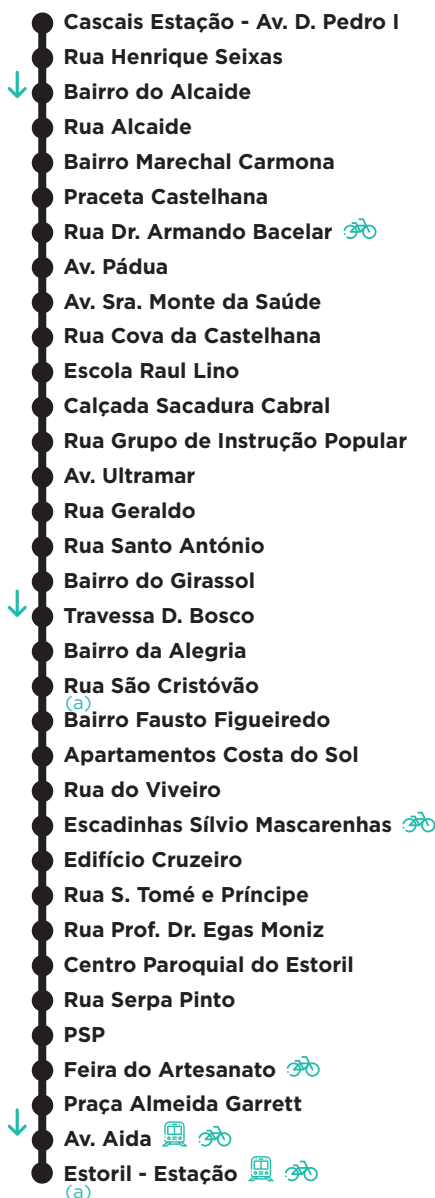 Cascais Estação - Av. D. Pedro I
Rua Henrique Seixas
Bairro do Alcaide
Rua Alcaide
Bairro Marechal Carmona
Praceta Castelhana
Rua Dr. Armando Bacelar
Av. Pádua
Av. Sra. Monte da Saúde
Rua Cova da Castelhana
Escola Raul Lino
Calçada Sacadura Cabral
Rua Grupo de Instrução Popular
Av. Ultramar
Rua Geraldo
Rua Santo António
Bairro do Girassol
Travessa D. Bosco
Bairro da Alegria
Rua São Cristóvão
(a)
Bairro Fausto Figueiredo
Apartamentos Costa do Sol
Rua do Viveiro
Escadinhas Sílvio Mascarenhas
Edifício Cruzeiro
Rua S. Tomé e Príncipe
Rua Prof. Dr. Egas Moniz
Centro Paroquial do Estoril
Rua Serpa Pinto
PSP
Feira do Artesanato
Praça Almeida Garrett
Av. Aida
Estoril - Estação
(a)